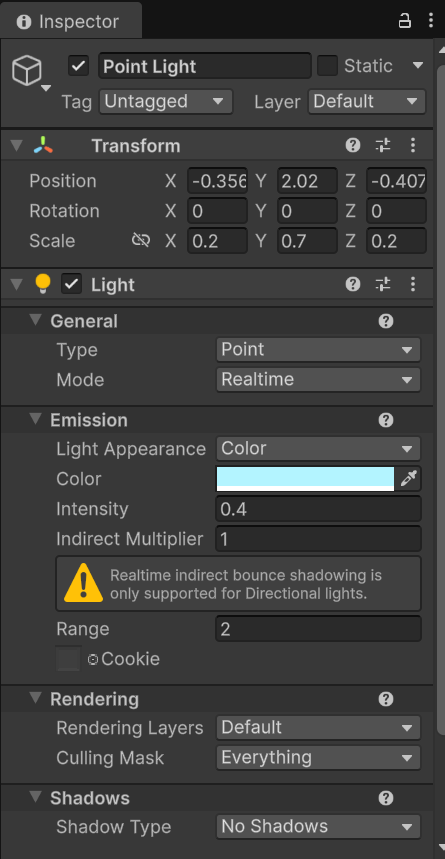 Inspector
Point Light Static
Tag Untagged Layer Default
Transform
Position X -0.356 Y 2.02 Z -0.407
Rotation X 0 Y 0 Z 0
Scale X 0.2 Y 0.7 Z 0.2
Light
General
Type Point
Mode Realtime
Emission
Light Appearance Color
Color
Intensity 0.4
Indirect Multiplier 1
Realtime indirect bounce shadowing is
only supported for Directional lights.
Range 2
Cookie
Rendering
Rendering Layers Default
Culling Mask Everything
Shadows
Shadow Type No Shadows